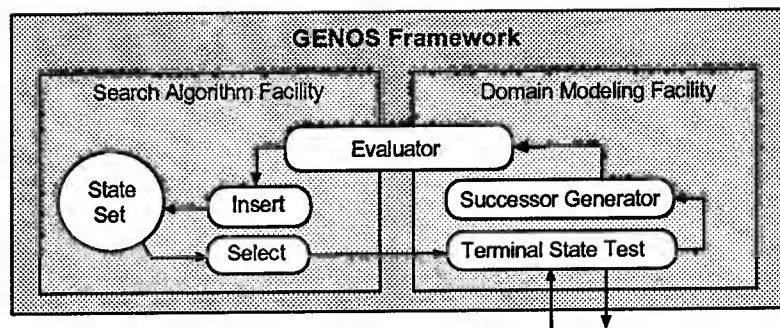 GENOS Framework
Search Algorithm Facility
Domain Modeling Facility
Evaluator
State
Set
Insert
Successor Generator
Select
Terminal State Test